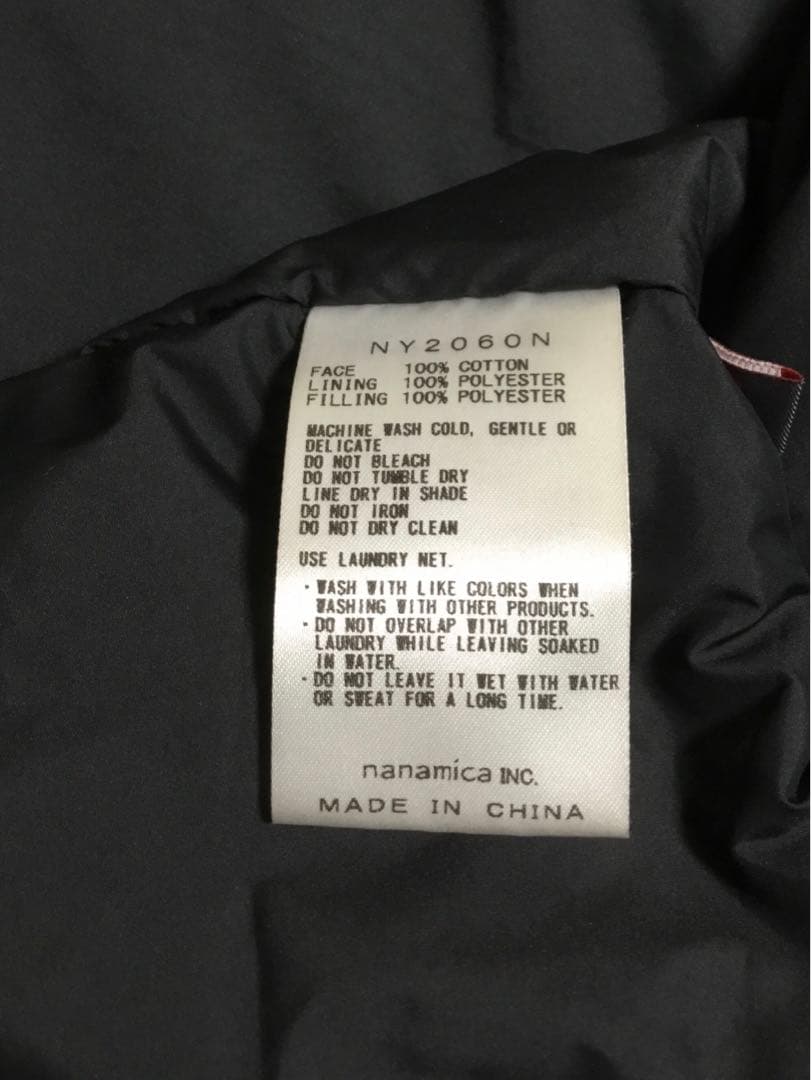 NY2060N
FACE 100% COTTON
LINING 100% POLYESTER
FILLING 100% POLYESTER
MACHINE WASH COLD, GENTLE OR
DELICATE
DO NOT BLEACH
DO NOT TUMBLE DRY
LINE DRY IN SHADE
DO NOT IRON
DO NOT DRY CLEAN
USE LAUNDRY NET.
・WASH WITH LIKE COLORS WHEN
WASHING WITH OTHER PRODUCTS.
・DO NOT OVERLAP WITH OTHER
LAUNDRY WHILE LEAVING SOAKED
IN WATER.
・DO NOT LEAVE IT WET WITH WATER
OR SWEAT FOR A LONG TIME.
nanamica INC.
MADE IN CHINA